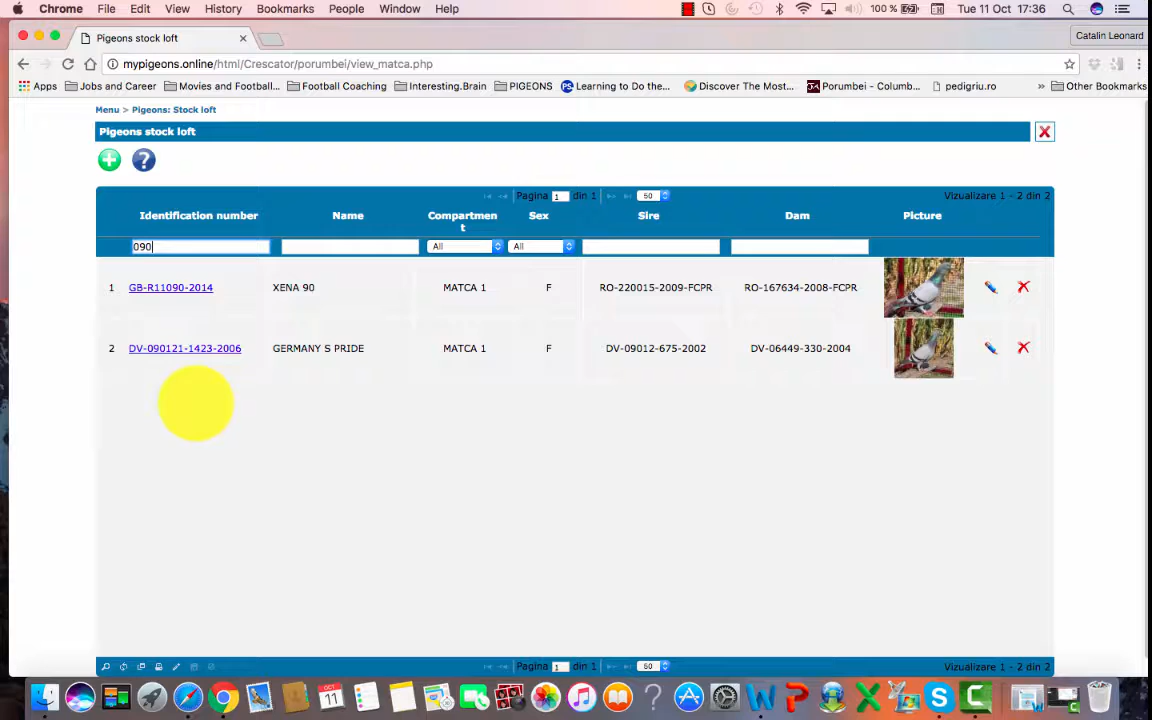 Chrome File Edit View History Bookmarks People Window Help 100 % Tue 11 Oct 17:36
Pigeons stock loft Catalin Leonard
mypigeons.online/html/Crescator/porumbei/view_matca.php
Apps Jobs and Career Movies and Footbal... Football Coaching Interesting.Brain PIGEONS Learning to Do the... Discover The Most... Porumbei - Columb... pedigriu.ro » Other Bookmarks
Menu > Pigeons: Stock loft
Pigeons stock loft
Pagina 1 din 1 50 Vizualizare 1 - 2 din 2
Identification number Name Compartmen
t Sex Sire Dam Picture
090 All All
1 GB-R11090-2014 XENA 90 MATCA 1 F RO-220015-2009-FCPR RO-167634-2008-FCPR
2 DV-090121-1423-2006 GERMANY S PRIDE MATCA 1 F DV-09012-675-2002 DV-06449-330-2004
Pagina 1 din 1 50 Vizualizare 1 - 2 din 2